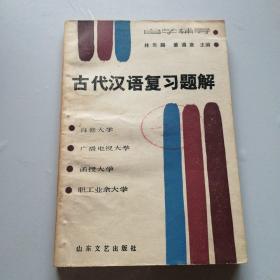 自学辅导
古代汉语复习题解
自修大学
广播电视大学
函授大学
职工业余大学
山东文艺出版社